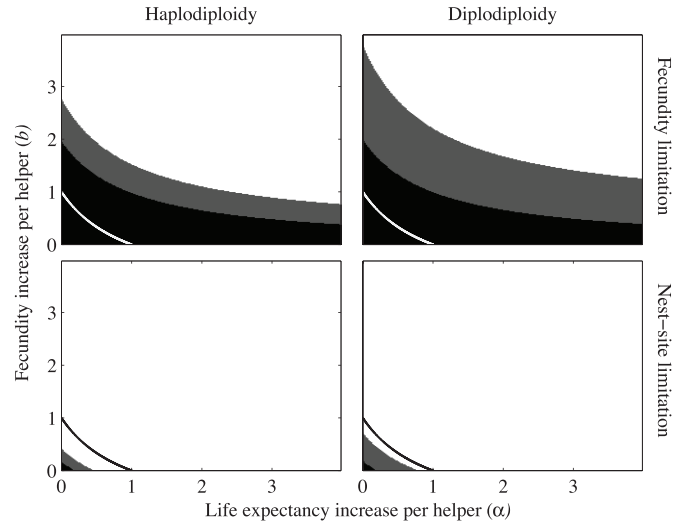 Haplodiploidy
Diplodiploidy
Fecundity increase per helper (b)
3
2
1
0
Fecundity limitation
3
2
1
0
Nest−site limitation
0
1
2
3
0
1
2
3
Life expectancy increase per helper (α)